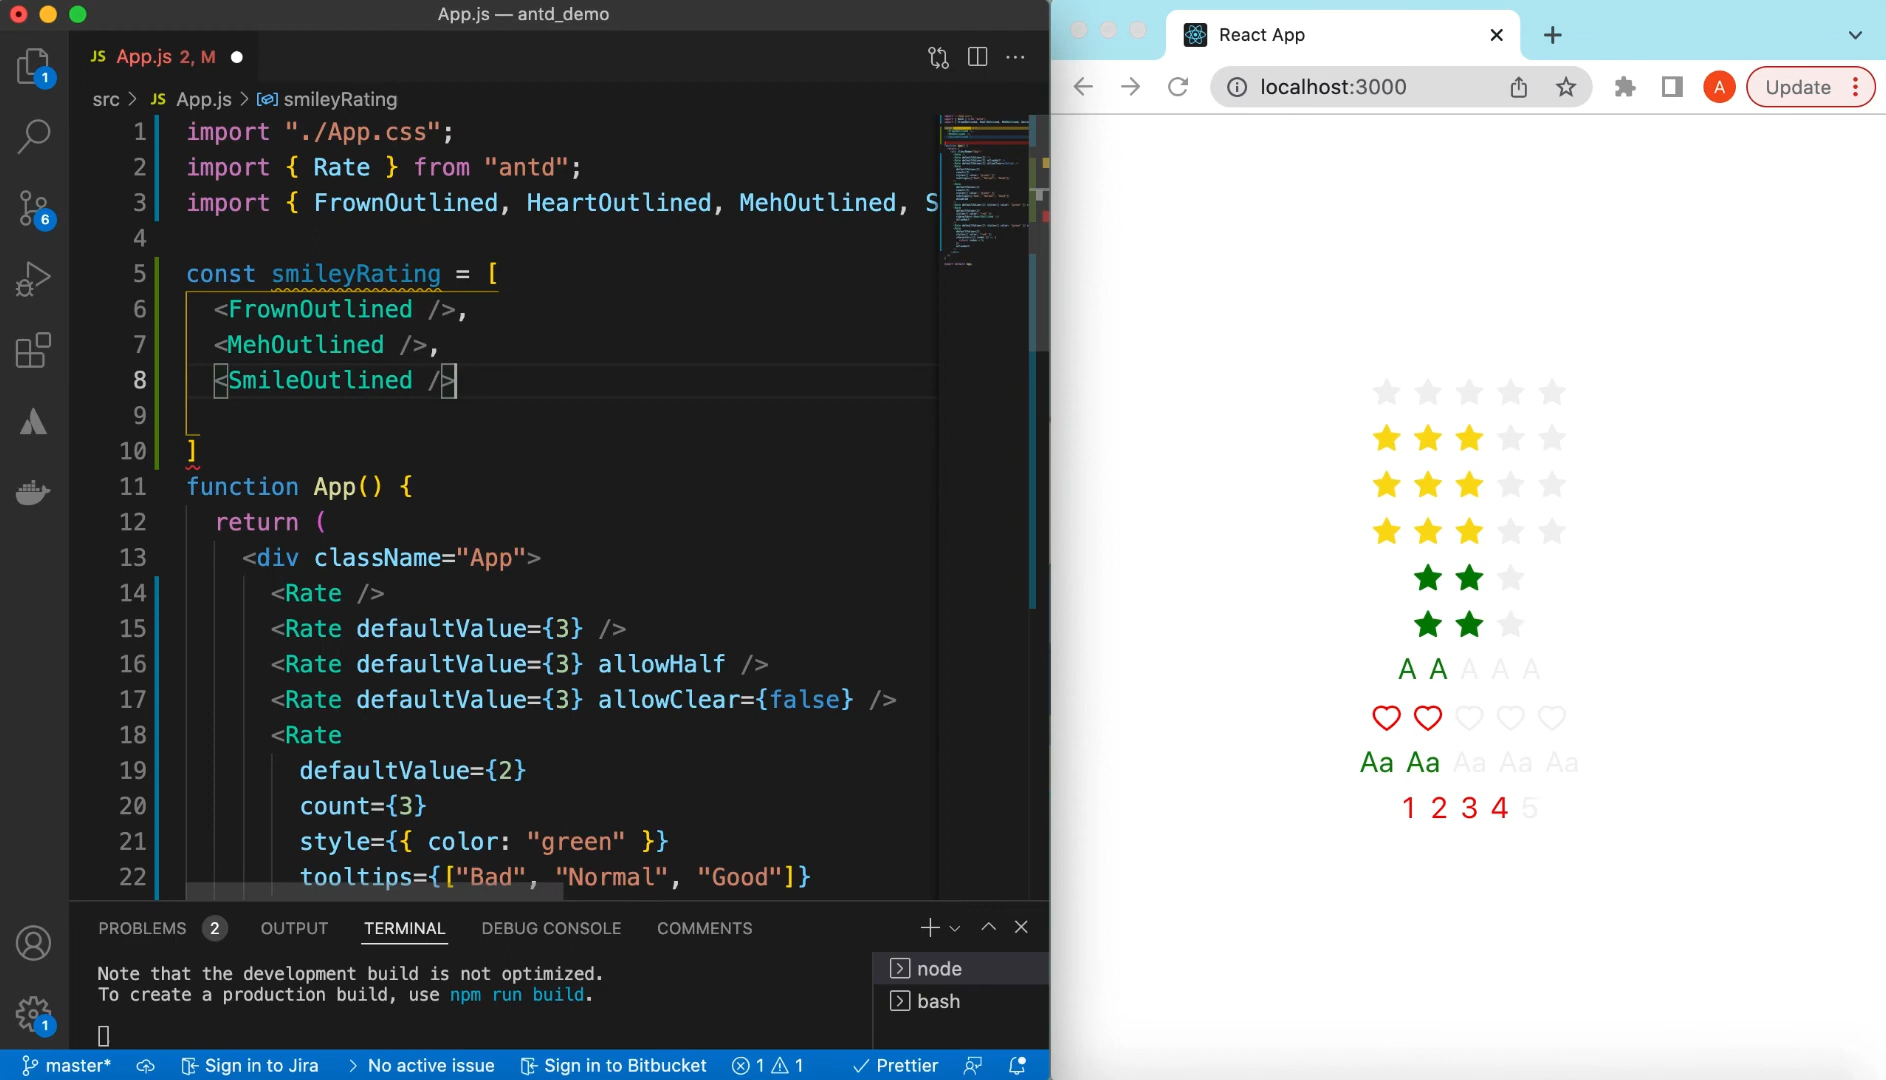 App.js — antd_demo
JS App.js 2, M
src > JS App.js > smileyRating
1 import "./App.css";
2 import { Rate } from "antd";
3 import { FrownOutlined, HeartOutlined, MehOutlined, S
4
5 const smileyRating = [
6 <FrownOutlined />,
7 <MehOutlined />,
8 <SmileOutlined />
9
10 ]
11 function App() {
12 return (
13 <div className="App">
14 <Rate />
15 <Rate defaultValue={3} />
16 <Rate defaultValue={3} allowHalf />
17 <Rate defaultValue={3} allowClear={false} />
18 <Rate
19 defaultValue={2}
20 count={3}
21 style={{ color: "green" }}
22 tooltips={["Bad", "Normal", "Good"]}
1
6
1
PROBLEMS 2 OUTPUT TERMINAL DEBUG CONSOLE COMMENTS
Note that the development build is not optimized.
To create a production build, use npm run build.
node
bash
master* Sign in to Jira No active issue Sign in to Bitbucket 1 1 Prettier
React App
localhost:3000 A Update
A A A A A
Aa Aa Aa Aa Aa
1 2 3 4 5